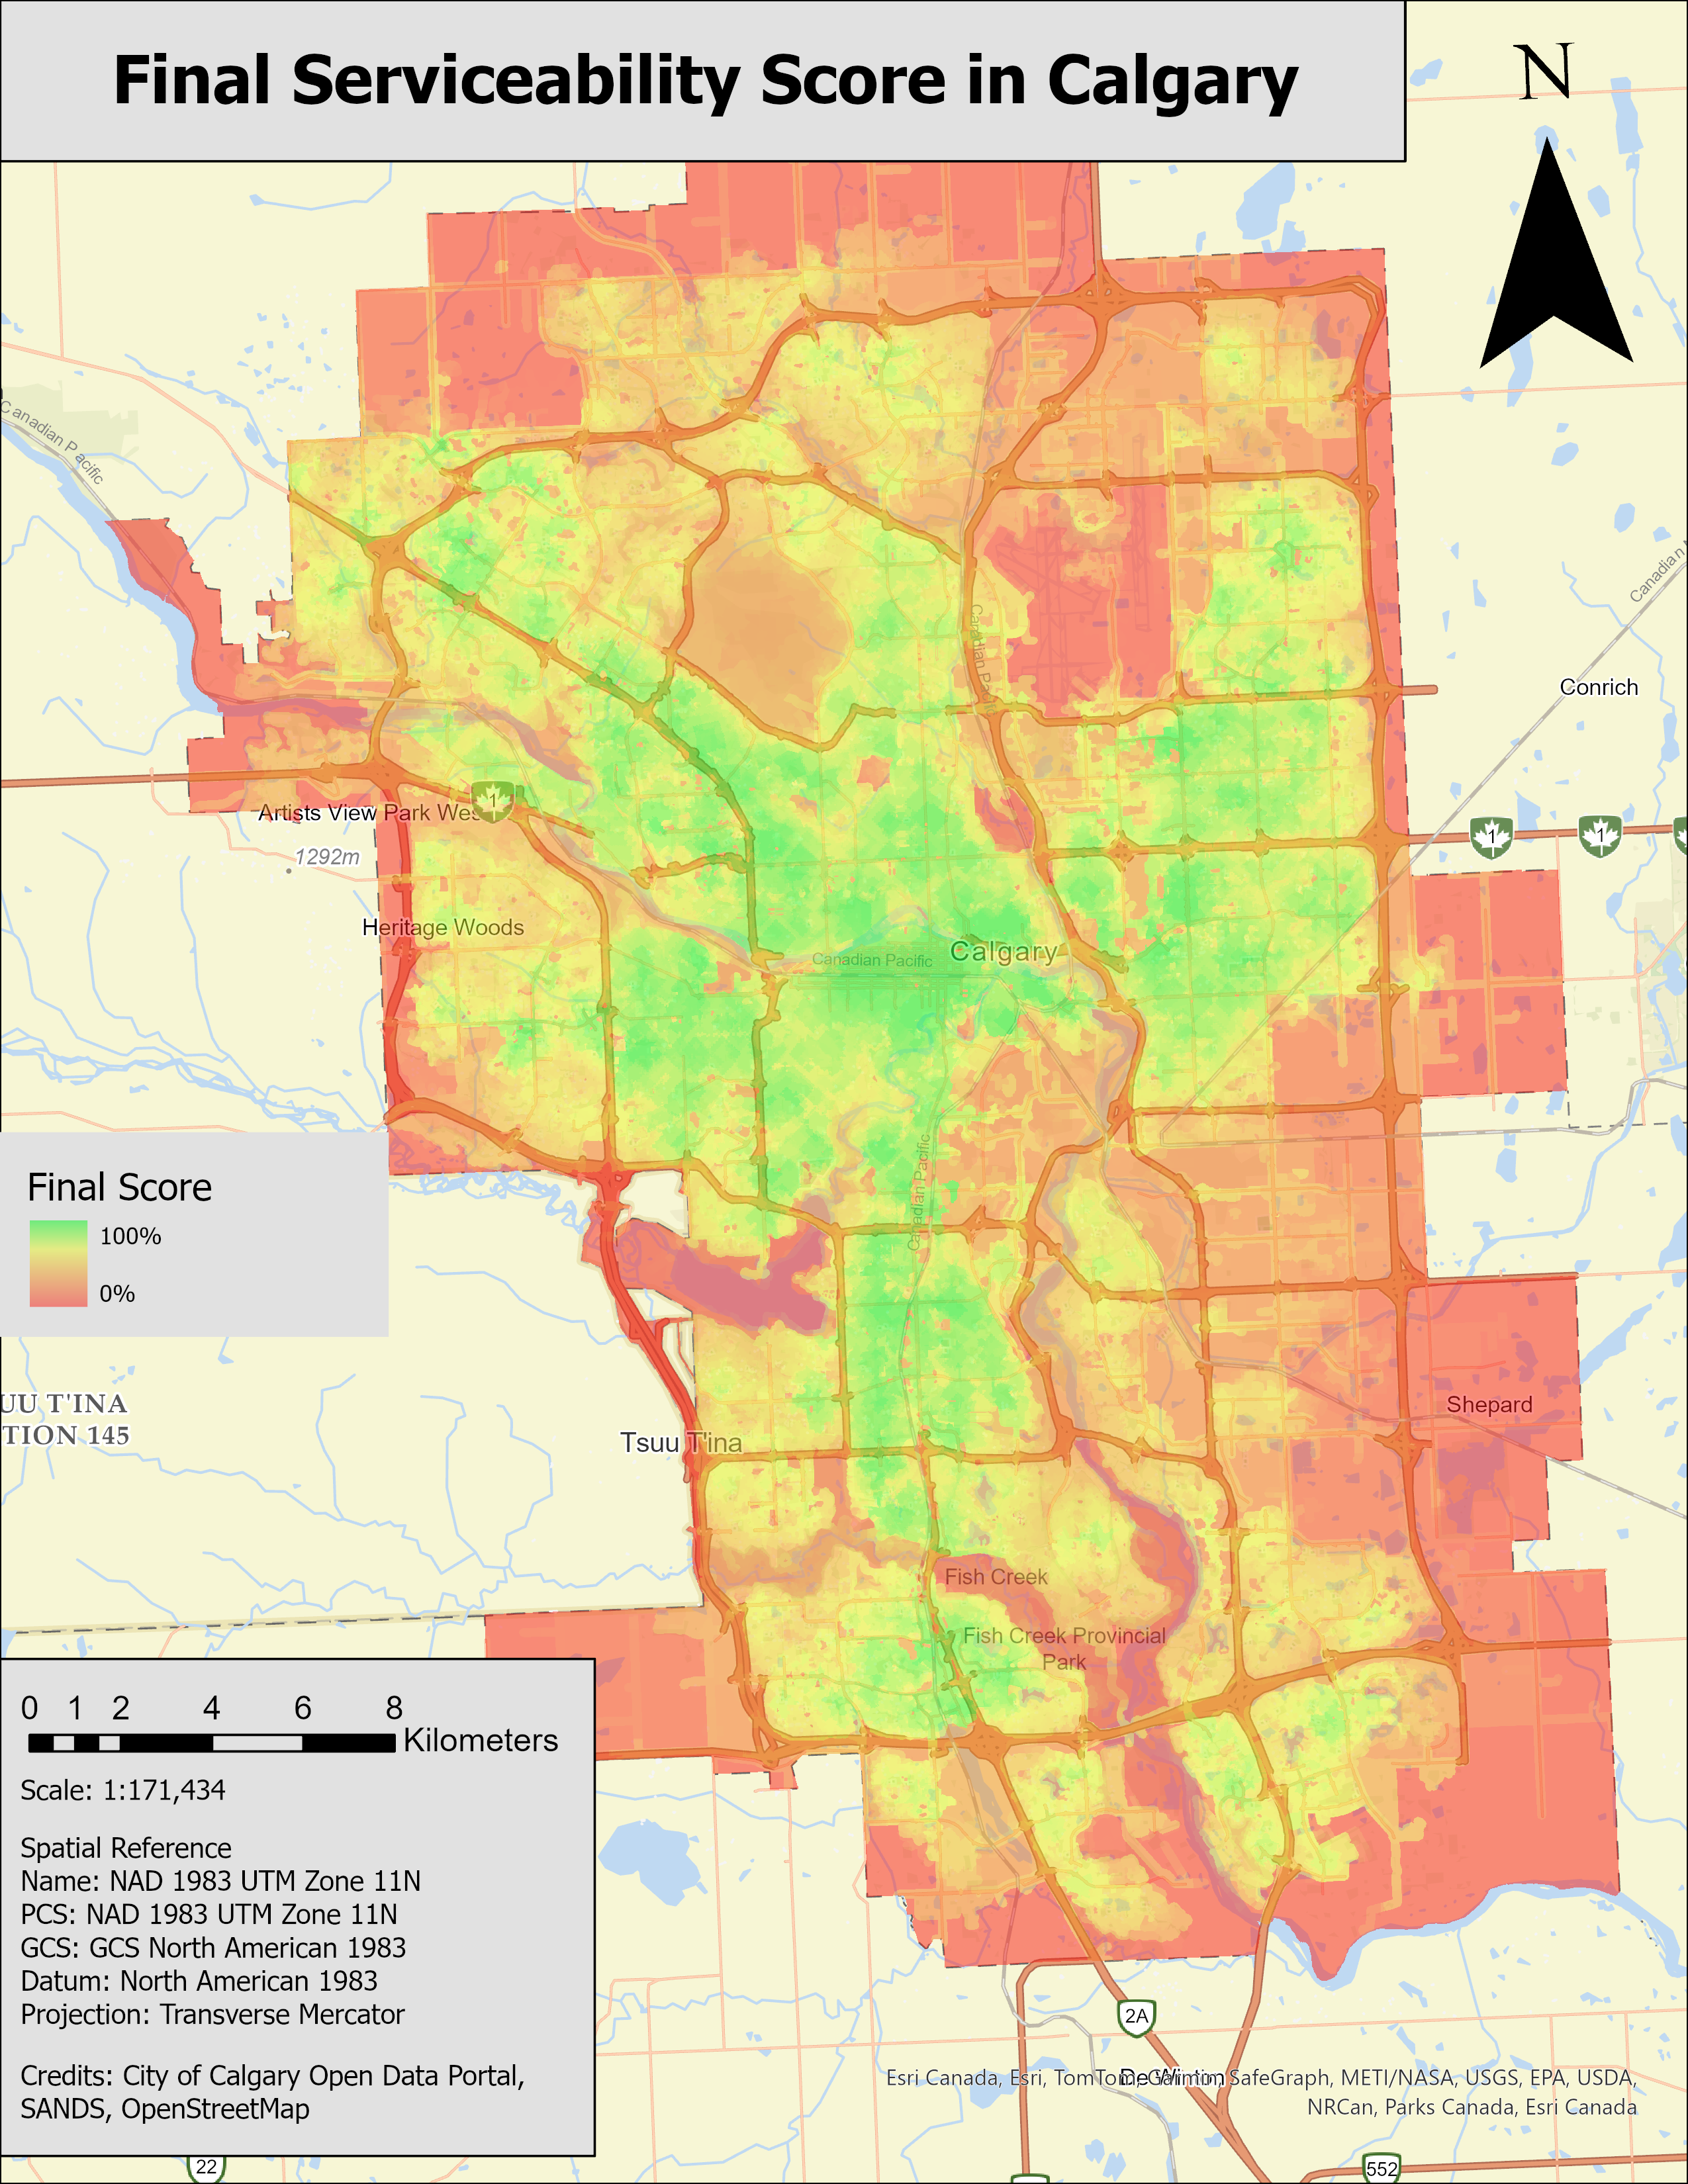 Final Serviceability Score in Calgary
N
Canadian Pacific
Canadian
Conrich
Canadian Pacific
1
Artists View Park Wes
1292m
1
1
Heritage Woods
Calgary
Canadian Pacific
Canadian Pacific
Final Score
100%
0%
UU T'INA
TION 145
Shepard
Tsuu T'ina
Fish Creek
Fish Creek Provincial
Park
0 1 2 4 6 8
Kilometers
Scale: 1:171,434
Spatial Reference
Name: NAD 1983 UTM Zone 11N
PCS: NAD 1983 UTM Zone 11N
GCS: GCS North American 1983
Datum: North American 1983
Projection: Transverse Mercator
Credits: City of Calgary Open Data Portal,
SANDS, OpenStreetMap
2A
De Winton
Esri Canada, Esri, TomTom, Garmin, SafeGraph, METI/NASA, USGS, EPA, USDA,
NRCan, Parks Canada, Esri Canada
22
552